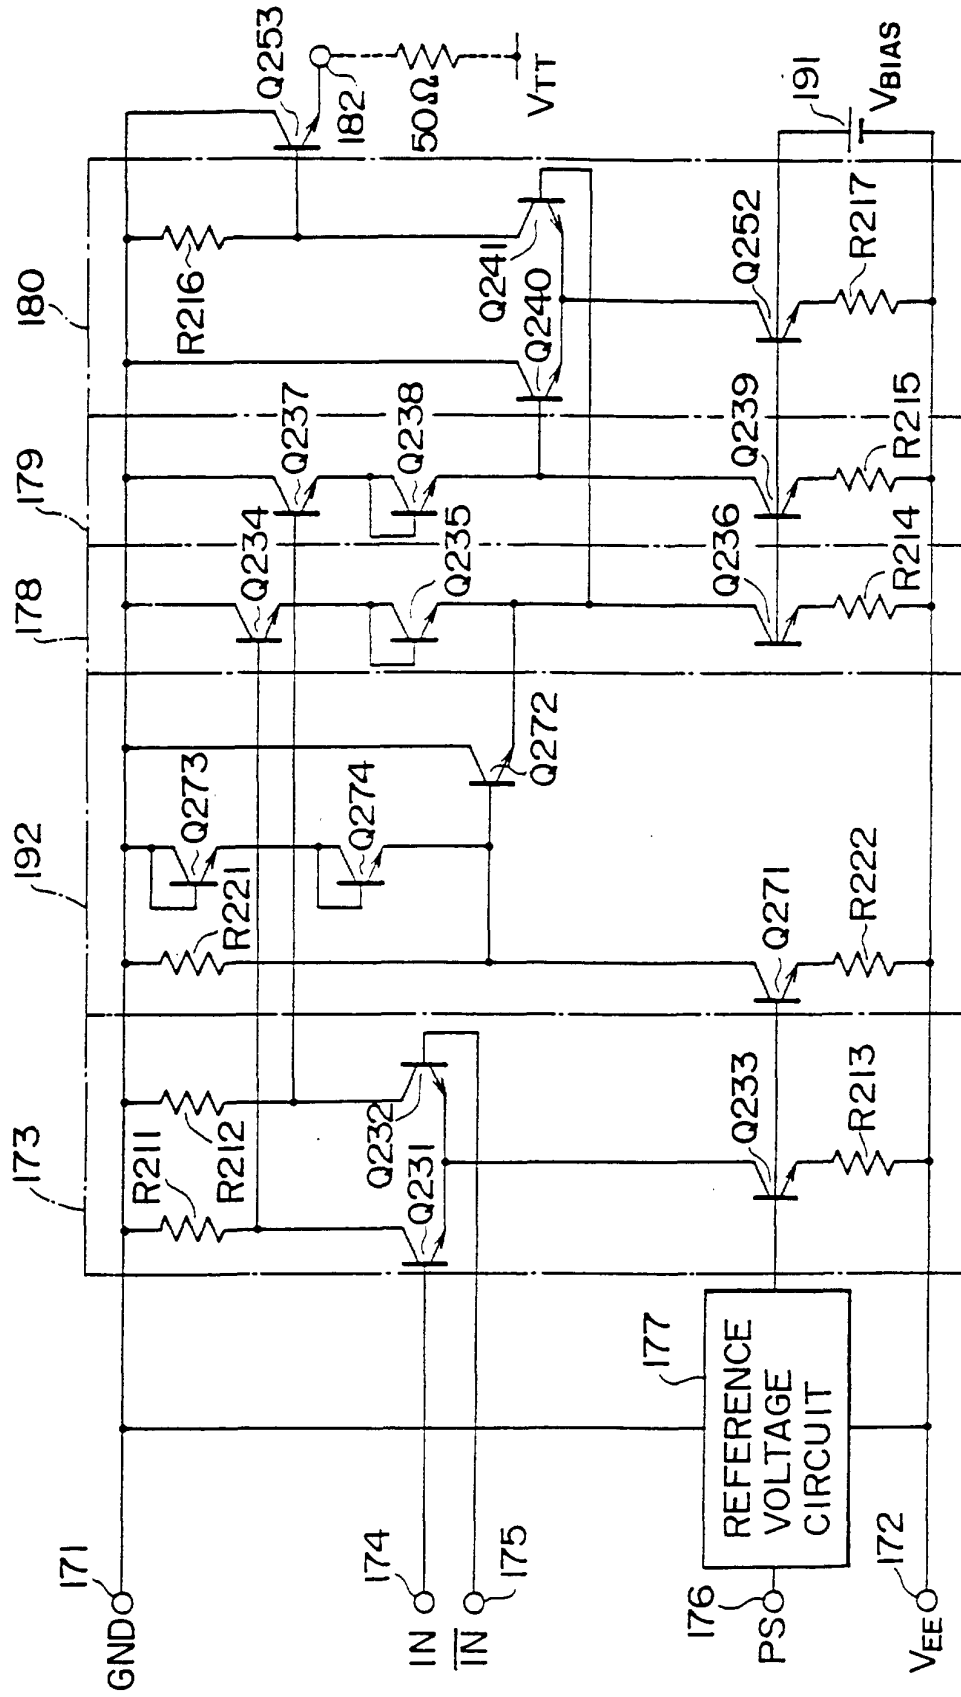 173
192
178
179
180
GND
171
R211
R212
R221
Q273
Q274
Q234
Q237
Q235
Q238
R216
Q253
182
50Ω
VTT
IN
174
IN
175
Q231
Q232
Q272
Q240
Q241
PS
176
REFERENCE
VOLTAGE
CIRCUIT
177
Q233
Q271
Q236
Q239
Q252
191
VBIAS
R213
R222
R214
R215
R217
VEE
172